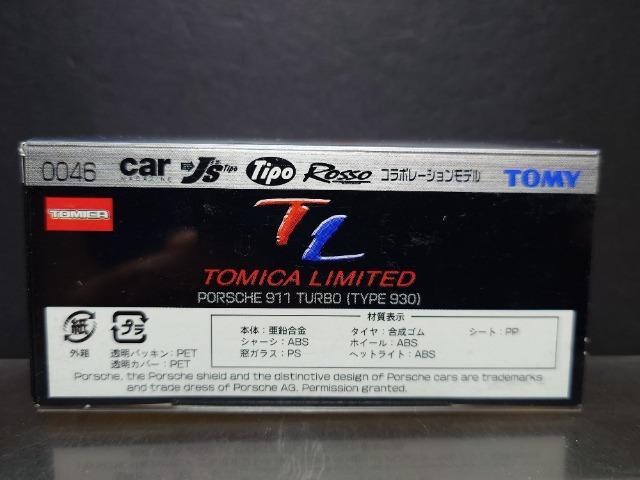 0046 car MAGAZINE J's Tipo Tipo Rosso コラボレーションモデル TOMY
TOMICA
TL
TOMICA LIMITED
PORSCHE 911 TURBO (TYPE 930)
紙 プラ
外箱
透明パッキン：PET
透明カバー：PET
材質表示
本体：亜鉛合金 タイヤ：合成ゴム シート：PP
シャーシ：ABS ホイール：ABS
窓ガラス：PS ヘットライト：ABS
Porsche, the Porsche shield and the distinctive design of Porsche cars are trademarks
and trade dress of Porsche AG. Permission granted.